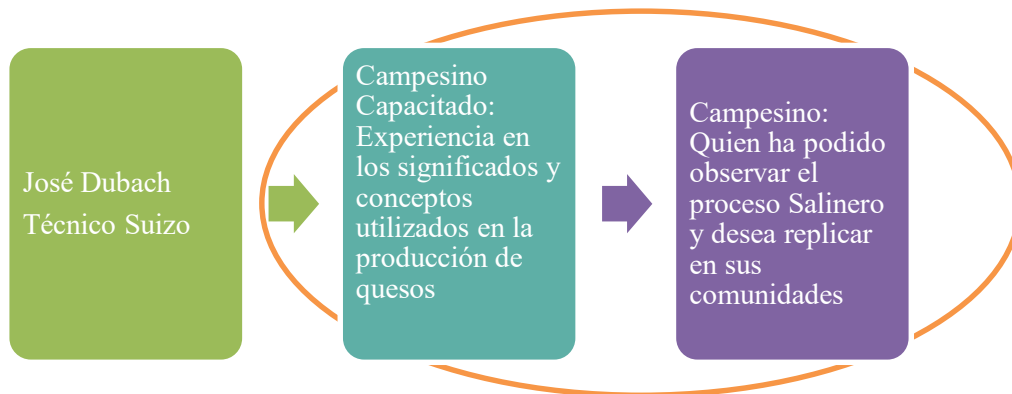 José Dubach
Técnico Suizo
Campesino
Capacitado:
Experiencia en
los significados y
conceptos
utilizados en la
producción de
quesos
Campesino:
Quien ha podido
observar el
proceso Salinero
y desea replicar
en sus
comunidades